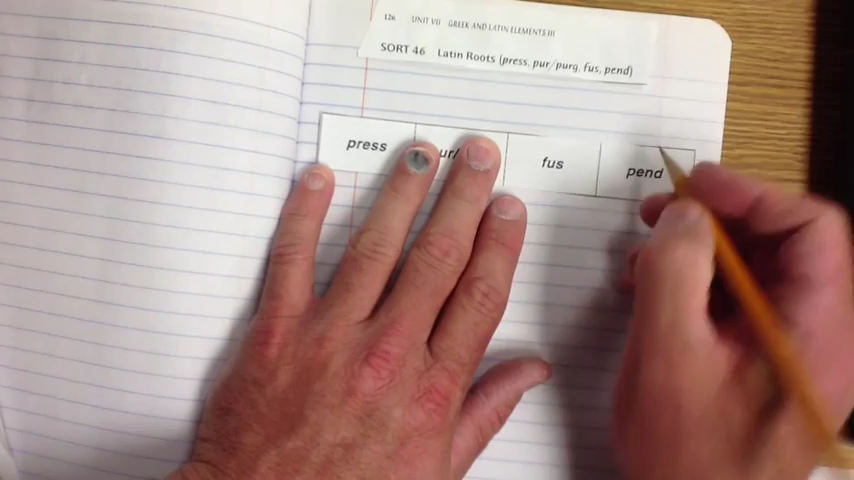 126 UNIT VII GREEK AND LATIN ELEMENTS III
SORT 46 Latin Roots (press, pur/purg, fus, pend)
press ur/ fus pend